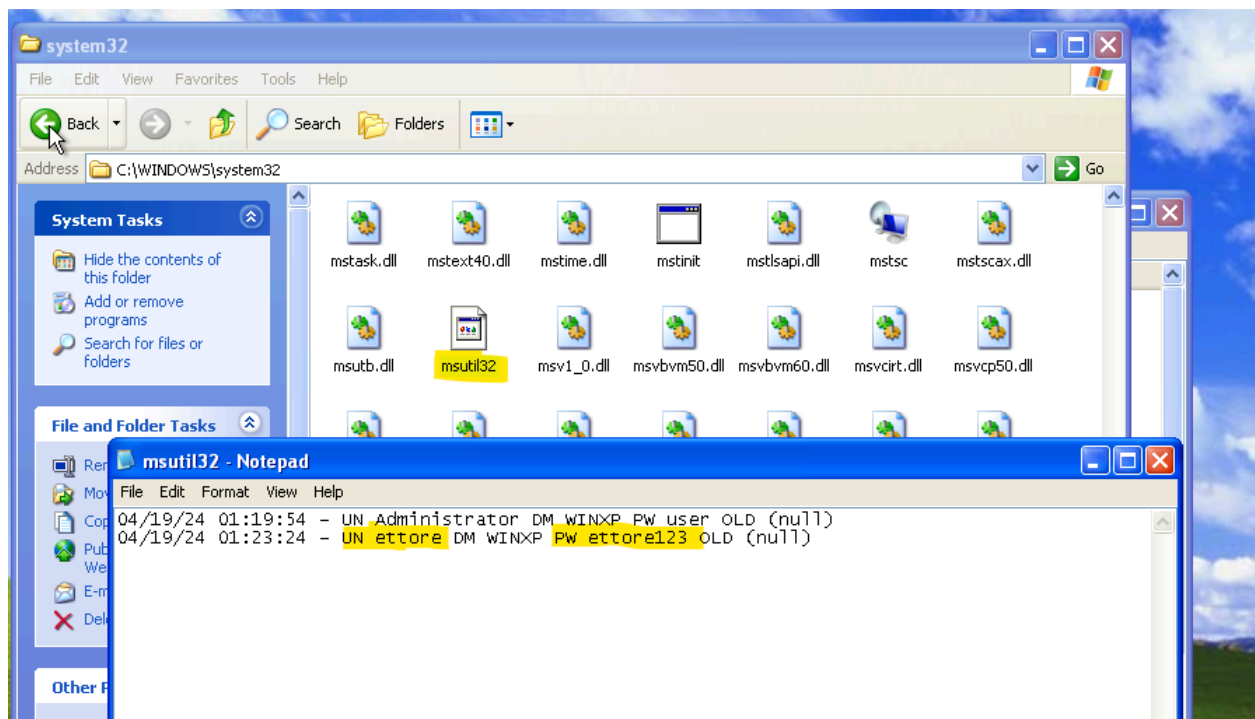 system32
File Edit View Favorites Tools Help
Back Search Folders
Address C:\WINDOWS\system32 Go
System Tasks
Hide the contents of
this folder
Add or remove
programs
Search for files or
folders
mstask.dll mstext40.dll mstime.dll mstinit mstlsapi.dll mstsc mstscax.dll
msutb.dll msutil32 msv1_0.dll msvbvm50.dll msvbvm60.dll msvcirt.dll msvcp50.dll
File and Folder Tasks
msutil32 - Notepad
File Edit Format View Help
04/19/24 01:19:54 - UN Administrator DM WINXP PW user OLD (null)
04/19/24 01:23:24 - UN ettore DM WINXP PW ettore123 OLD (null)
Other